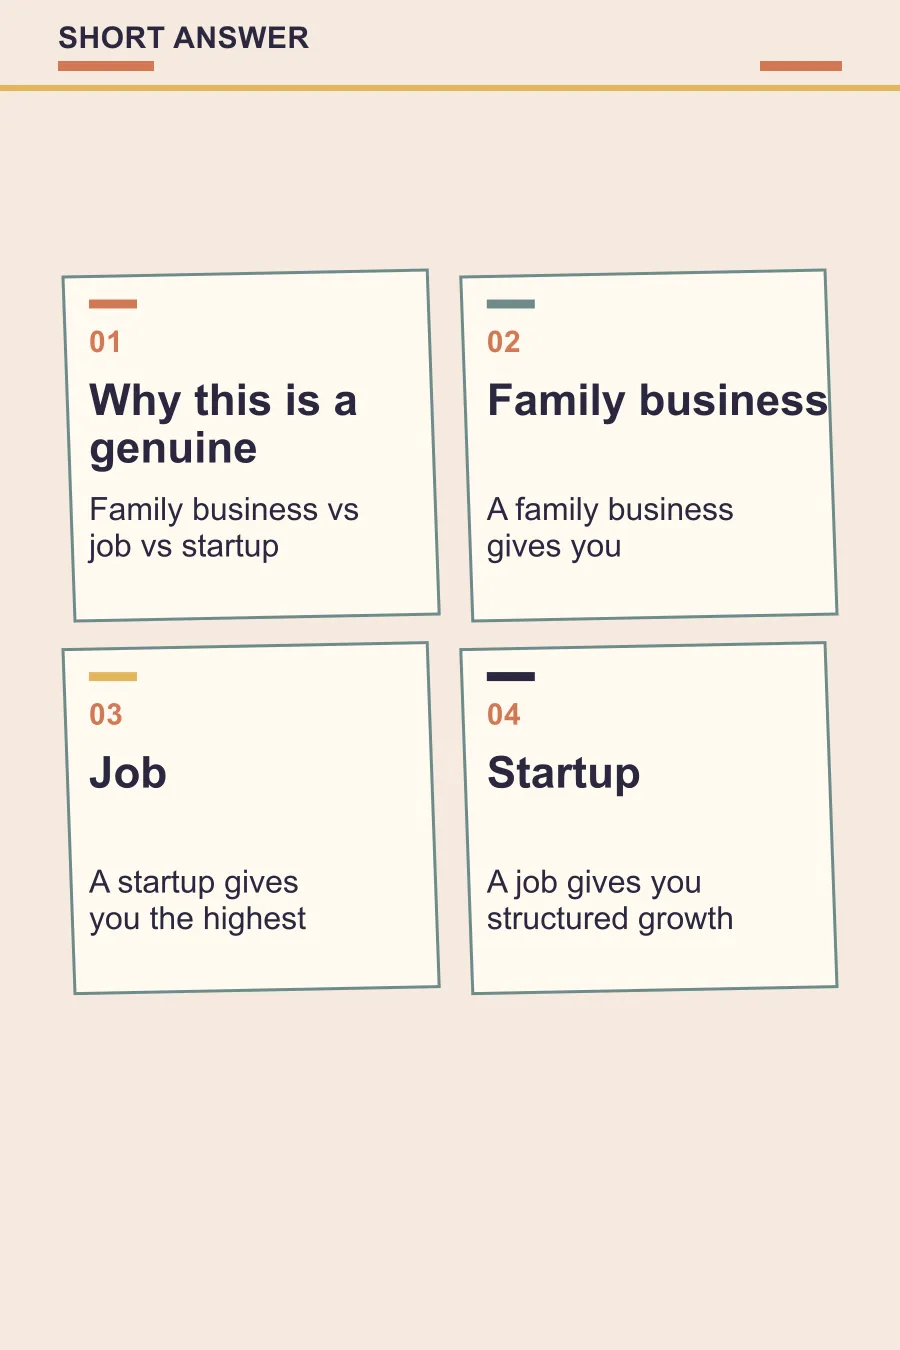 SHORT ANSWER
01
Why this is a
genuine
Family business vs
job vs startup
02
Family business
A family business
gives you
03
Job
A startup gives
you the highest
04
Startup
A job gives you
structured growth